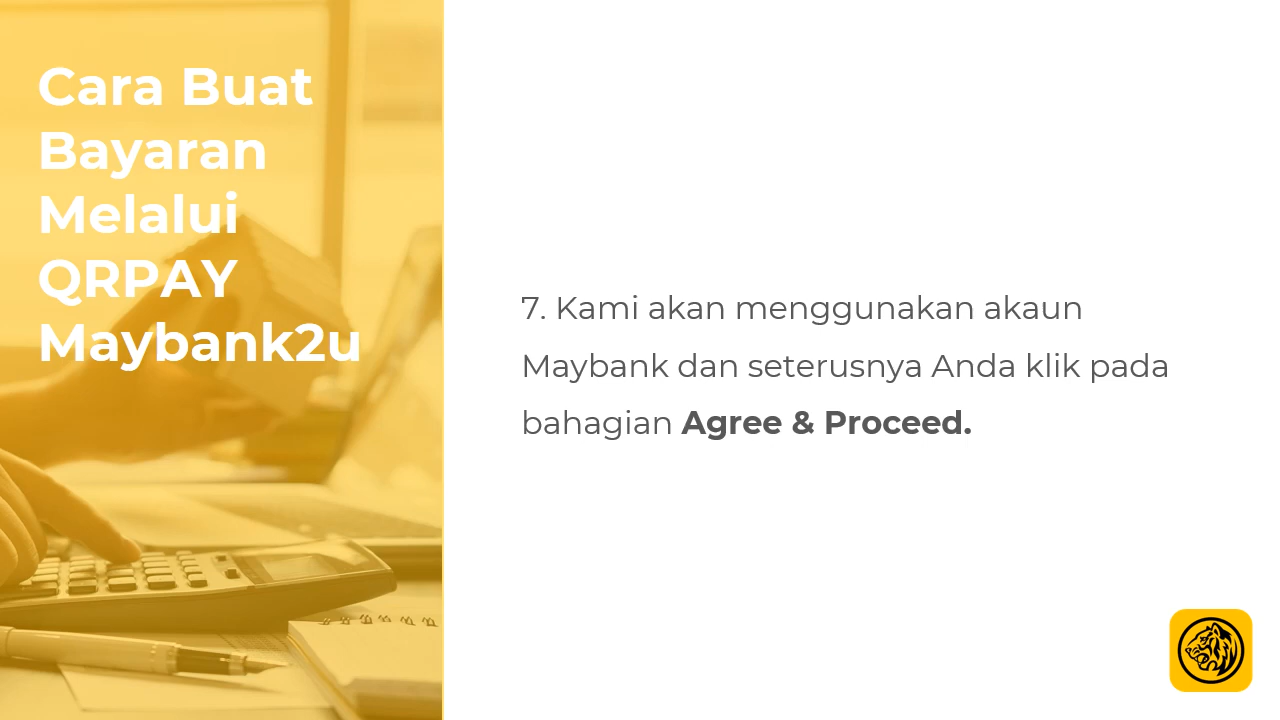 Cara Buat
Bayaran
Melalui
QRPAY
Maybank2u
7. Kami akan menggunakan akaun
Maybank dan seterusnya Anda klik pada
bahagian Agree & Proceed.